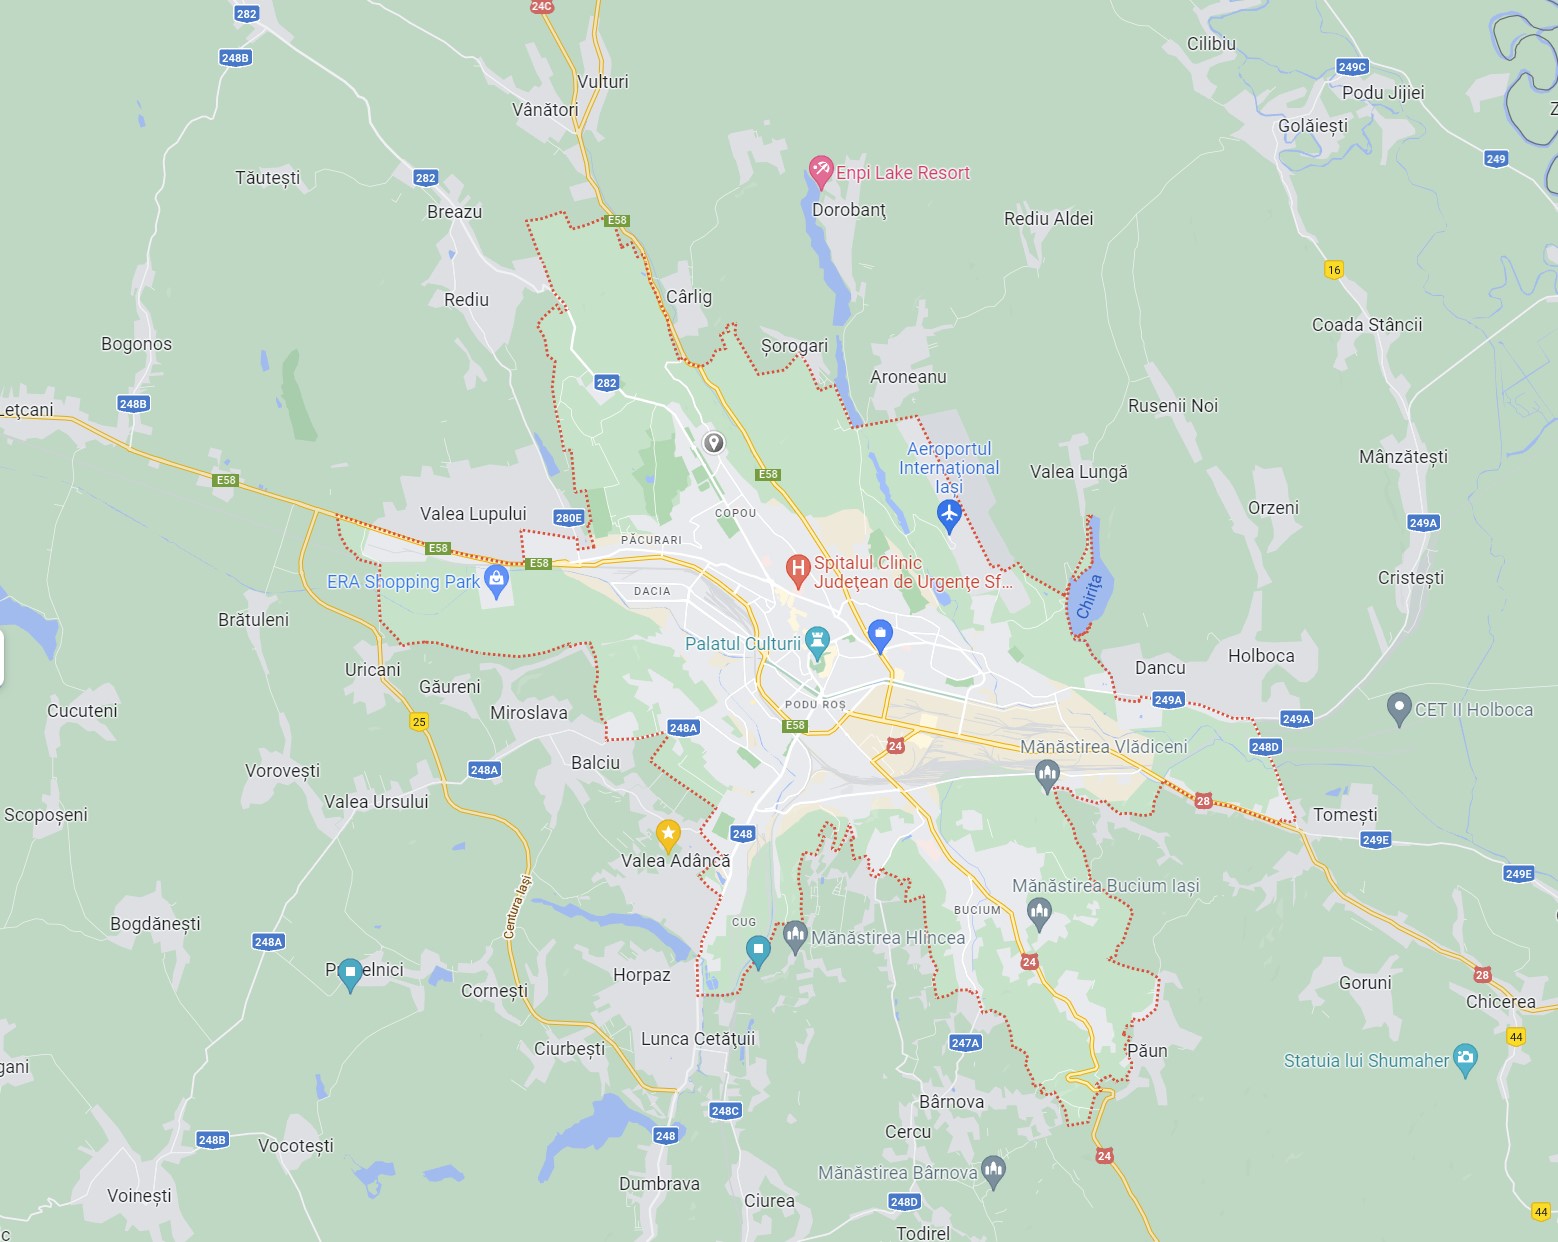 24C
282
248B
Cilibiu
249C
Vulturi
Podu Jijiei
Vânători
Golăiești
249
Tăutești
282
Enpi Lake Resort
Breazu
Dorobanț
Rediu Aldei
E58
16
Rediu
Cârlig
Coada Stâncii
Bogonos
Șorogari
Aroneanu
282
248B
Lețcani
Rusenii Noi
Aeroportul
Internațional
Iași
Mânzătești
Valea Lungă
E58
E58
Orzeni
Valea Lupului
280E
COPOU
249A
PĂCURARI
E58
E58
Spitalul Clinic
Județean de Urgențe Sf...
ERA Shopping Park
DACIA
Chirița
Cristești
Brătuleni
Palatul Culturii
Uricani
Dancu
Holboca
Găureni
249A
Cucuteni
Miroslava
PODU ROȘ
CET II Holboca
25
248A
E58
249A
24
Mănăstirea Vlădiceni
248D
Vorovești
248A
Balciu
Valea Ursului
28
Scopoșeni
Tomești
248
249E
Valea Adâncă
249E
Mănăstirea Bucium Iași
Centura Iași
Bogdănești
CUG
BUCIUM
248A
Mănăstirea Hlincea
24
Horpaz
28
Cornești
Goruni
Chicerea
Lunca Cetățuii
44
247A
Ciurbești
Păun
Statuia lui Shumaher
Bârnova
248C
248
Cercu
248B
Vocotești
24
Mănăstirea Bârnova
Dumbrava
Voinești
Ciurea
248D
44
Todirel